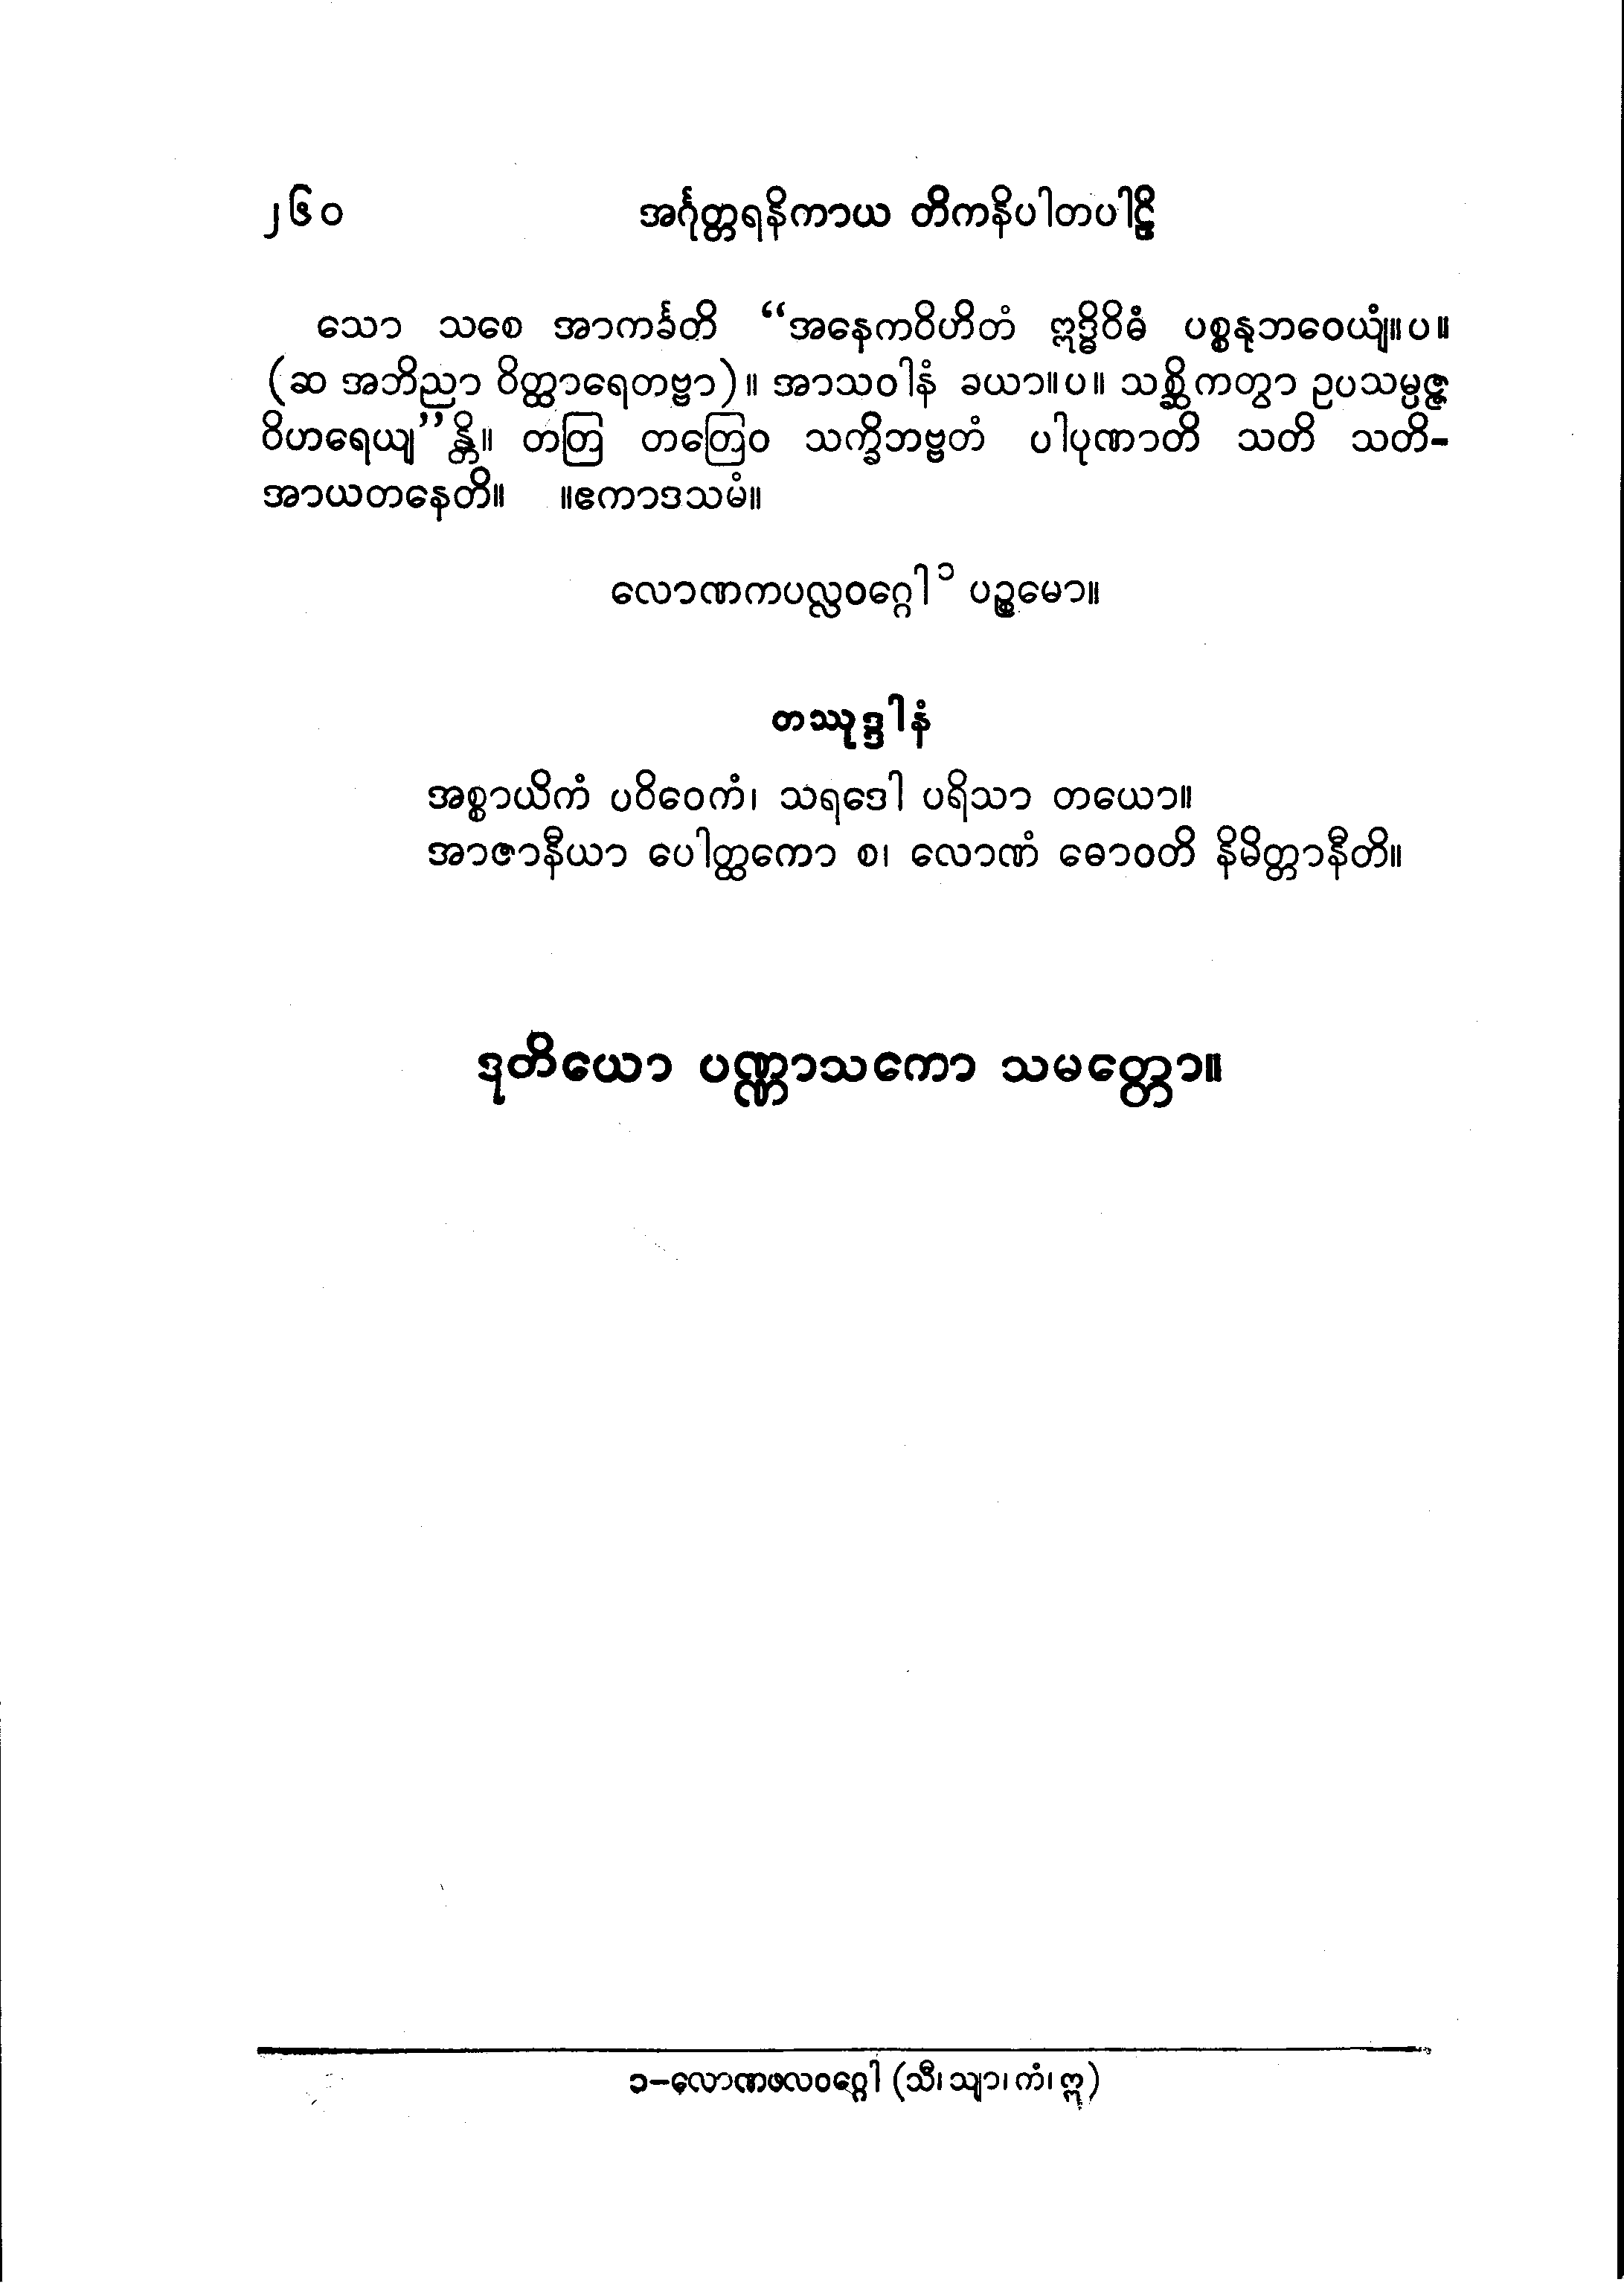 ၂၆၀ အင်္ဂုတ္တရနိကာယ တိကနိပါတပါဠိ
သော သစေ အာကင်္ခတိ “အနေကဝိဟိတံ ဣဒ္ဓိဝိဓံ ပစ္စနုဘဝေယျံ။ပ။
(ဆ အဘိညာ ဝိတ္ထာရေတဗ္ဗာ)။ အာသဝါနံ ခယာ။ပ။ သစ္ဆိကတွာ ဥပသမ္ပဇ္ဇ
ဝိဟရေယျ”န္တိ။ တတြ တတြေဝ သက္ခိဘဗ္ဗတံ ပါပုဏာတိ သတိ သတိ-
အာယတနေတိ။ ။ဧကာဒသမံ။
လောဏကပလ္လဝဂ္ဂေါ ၁ ပဉ္စမော။
တဿုဒ္ဒါနံ
အစ္စာယိကံ ပဝိဝေကံ၊ သရဒေါ ပရိသာ တယော။
အာဇာနီယာ ပေါတ္ထကော စ၊ လောဏံ ဓောဝတိ နိမိတ္တာနီတိ။
ဒုတိယော ပဏ္ဏာသကော သမတ္တော။
၁-လောဏဖလဝဂ္ဂေါ (သီ၊ သျာ၊ ကံ၊ ဣ)